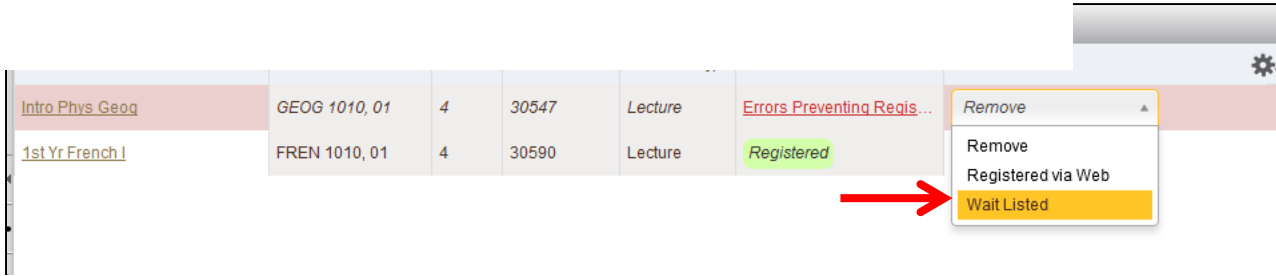 Intro Phys Geog GEOG 1010, 01 4 30547 Lecture Errors Preventing Regis... Remove
1st Yr French I FREN 1010, 01 4 30590 Lecture Registered
Remove
Registered via Web
Wait Listed